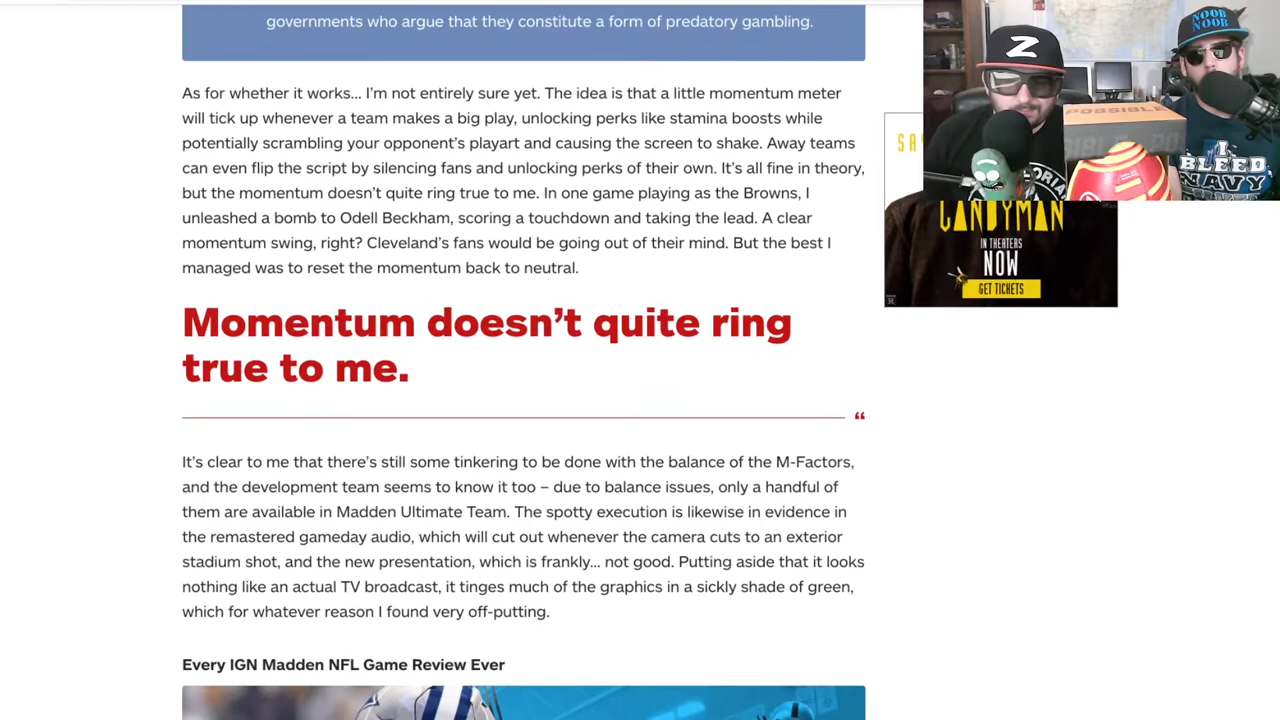 governments who argue that they constitute a form of predatory gambling.
As for whether it works... I'm not entirely sure yet. The idea is that a little momentum meter
will tick up whenever a team makes a big play, unlocking perks like stamina boosts while
potentially scrambling your opponent's playart and causing the screen to shake. Away teams
can even flip the script by silencing fans and unlocking perks of their own. It's all fine in theory,
but the momentum doesn't quite ring true to me. In one game playing as the Browns, I
unleashed a bomb to Odell Beckham, scoring a touchdown and taking the lead. A clear
momentum swing, right? Cleveland's fans would be going out of their mind. But the best I
managed was to reset the momentum back to neutral.
Momentum doesn't quite ring
true to me.
“
It's clear to me that there's still some tinkering to be done with the balance of the M-Factors,
and the development team seems to know it too – due to balance issues, only a handful of
them are available in Madden Ultimate Team. The spotty execution is likewise in evidence in
the remastered gameday audio, which will cut out whenever the camera cuts to an exterior
stadium shot, and the new presentation, which is frankly... not good. Putting aside that it looks
nothing like an actual TV broadcast, it tinges much of the graphics in a sickly shade of green,
which for whatever reason I found very off-putting.
Every IGN Madden NFL Game Review Ever
Z
NOOB
NOOB
POSSIBLE
I
BLEED
NAVY
SA
CANDYMAN
IN THEATERS
NOW
GET TICKETS